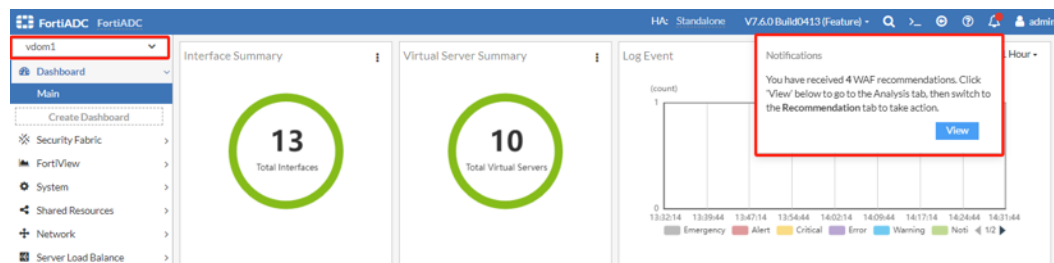 FortiADC FortiADC
HA: Standalone V7.6.0 Build0413 (Feature)
admin
vdom1
Dashboard
Main
Create Dashboard
Security Fabric
FortiView
System
Shared Resources
Network
Server Load Balance
Interface Summary
13
Total Interfaces
Virtual Server Summary
10
Total Virtual Servers
Log Event
Hour
(count)
1
0
13:32:14 13:39:44 13:47:14 13:54:44 14:02:14 14:09:44 14:17:14 14:24:44 14:31:44
Emergency Alert Critical Error Warning Noti 1/2
Notifications
You have received 4 WAF recommendations. Click
'View' below to go to the Analysis tab, then switch to
the Recommendation tab to take action.
View